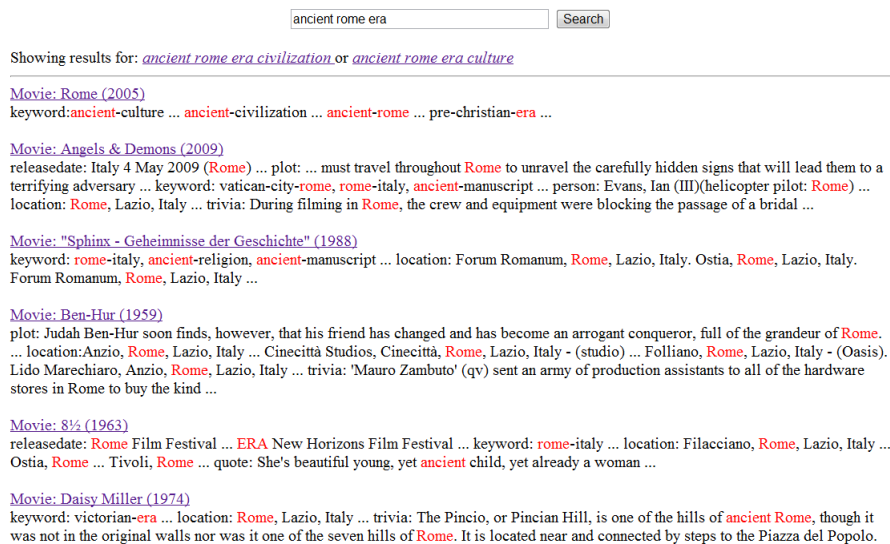 ancient rome era Search
Showing results for: ancient rome era civilization or ancient rome era culture
Movie: Rome (2005)
keyword:ancient-culture ... ancient-civilization ... ancient-rome ... pre-christian-era ...
Movie: Angels & Demons (2009)
releasedate: Italy 4 May 2009 (Rome) ... plot: ... must travel throughout Rome to unravel the carefully hidden signs that will lead them to a
terrifying adversary ... keyword: vatican-city-rome, rome-italy, ancient-manuscript ... person: Evans, Ian (III)(helicopter pilot: Rome) ...
location: Rome, Lazio, Italy ... trivia: During filming in Rome, the crew and equipment were blocking the passage of a bridal ...
Movie: "Sphinx - Geheimnisse der Geschichte" (1988)
keyword: rome-italy, ancient-religion, ancient-manuscript ... location: Forum Romanum, Rome, Lazio, Italy. Ostia, Rome, Lazio, Italy.
Forum Romanum, Rome, Lazio, Italy ...
Movie: Ben-Hur (1959)
plot: Judah Ben-Hur soon finds, however, that his friend has changed and has become an arrogant conqueror, full of the grandeur of Rome.
... location:Anzio, Rome, Lazio, Italy ... Cinecittà Studios, Cinecittà, Rome, Lazio, Italy - (studio) ... Folliano, Rome, Lazio, Italy - (Oasis).
Lido Marechiaro, Anzio, Rome, Lazio, Italy ... trivia: 'Mauro Zambuto' (qv) sent an army of production assistants to all of the hardware
stores in Rome to buy the kind ...
Movie: 8½ (1963)
releasedate: Rome Film Festival ... ERA New Horizons Film Festival ... keyword: rome-italy ... location: Filacciano, Rome, Lazio, Italy ...
Ostia, Rome ... Tivoli, Rome ... quote: She's beautiful young, yet ancient child, yet already a woman ...
Movie: Daisy Miller (1974)
keyword: victorian-era ... location: Rome, Lazio, Italy ... trivia: The Pincio, or Pincian Hill, is one of the hills of ancient Rome, though it
was not in the original walls nor was it one of the seven hills of Rome. It is located near and connected by steps to the Piazza del Popolo.